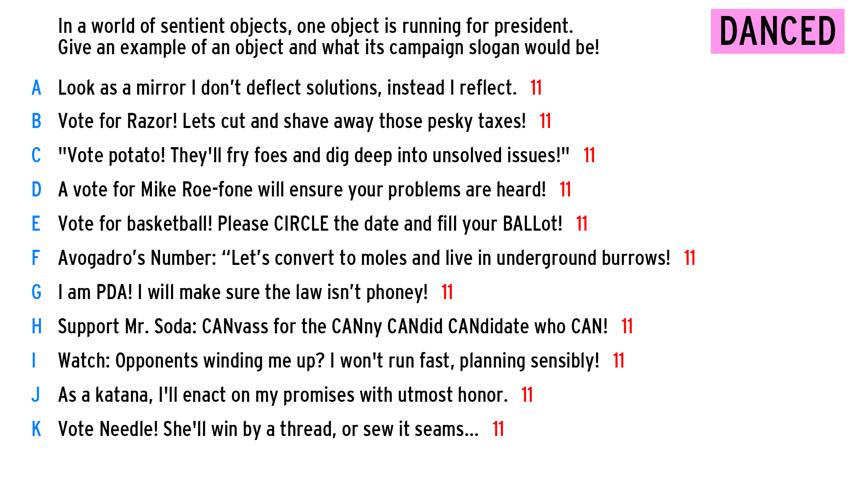 In a world of sentient objects, one object is running for president.
Give an example of an object and what its campaign slogan would be!
DANCED
A Look as a mirror I don't deflect solutions, instead I reflect. 11
B Vote for Razor! Lets cut and shave away those pesky taxes! 11
C "Vote potato! They'll fry foes and dig deep into unsolved issues!" 11
D A vote for Mike Roe-fone will ensure your problems are heard! 11
E Vote for basketball! Please CIRCLE the date and fill your BALLot! 11
F Avogadro’s Number: “Let’s convert to moles and live in underground burrows! 11
G I am PDA! I will make sure the law isn’t phoney! 11
H Support Mr. Soda: CANvass for the CANny CANdid CANdidate who CAN! 11
I Watch: Opponents winding me up? I won't run fast, planning sensibly! 11
J As a katana, I'll enact on my promises with utmost honor. 11
K Vote Needle! She'll win by a thread, or sew it seams... 11